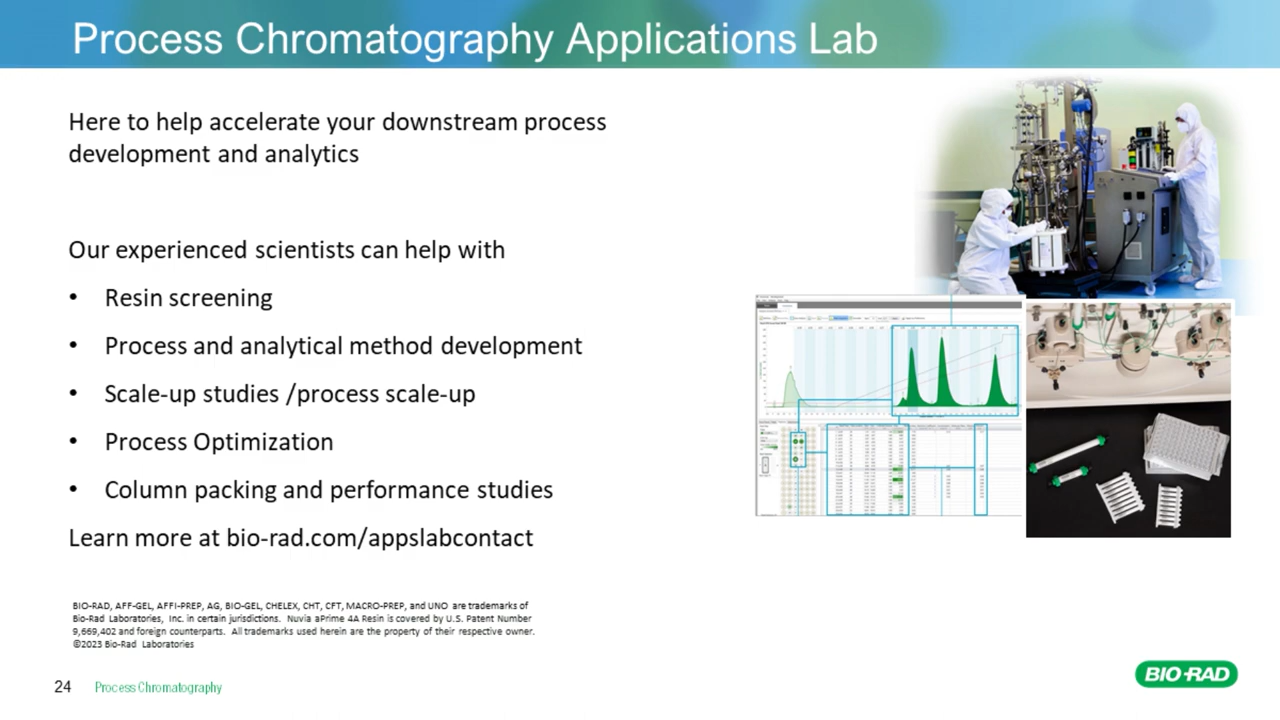 Process Chromatography Applications Lab
Here to help accelerate your downstream process
development and analytics
Our experienced scientists can help with
• Resin screening
• Process and analytical method development
• Scale-up studies /process scale-up
• Process Optimization
• Column packing and performance studies
Learn more at bio-rad.com/appslabcontact
BIO-RAD, AFF-GEL, AFFI-PREP, AG, BIO-GEL, CHELEX, CHT, CFT, MACRO-PREP, and UNO are trademarks of
Bio-Rad Laboratories, Inc. in certain jurisdictions. Nuvia aPrime 4A Resin is covered by U.S. Patent Number
9,669,402 and foreign counterparts. All trademarks used herein are the property of their respective owner.
©2023 Bio-Rad Laboratories
24 Process Chromatography
BIO-RAD